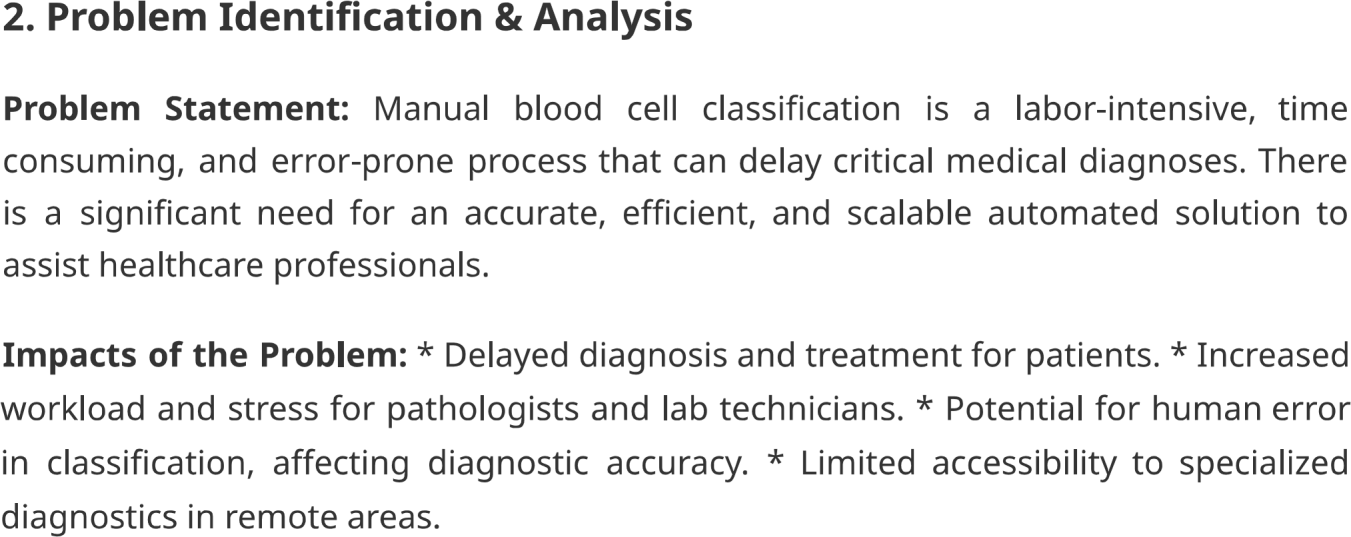 2. Problem Identification & Analysis
Problem Statement: Manual blood cell classification is a labor-intensive, time
consuming, and error-prone process that can delay critical medical diagnoses. There
is a significant need for an accurate, efficient, and scalable automated solution to
assist healthcare professionals.
Impacts of the Problem: * Delayed diagnosis and treatment for patients. * Increased
workload and stress for pathologists and lab technicians. * Potential for human error
in classification, affecting diagnostic accuracy. * Limited accessibility to specialized
diagnostics in remote areas.